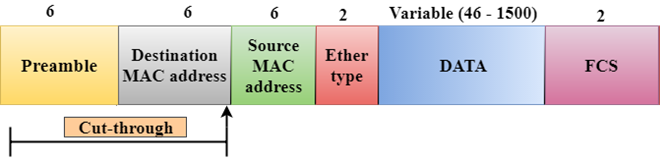 6 6 6 2 Variable (46 - 1500) 2
Preamble
Destination
MAC address
Source
MAC
address
Ether
type
DATA
FCS
Cut-through